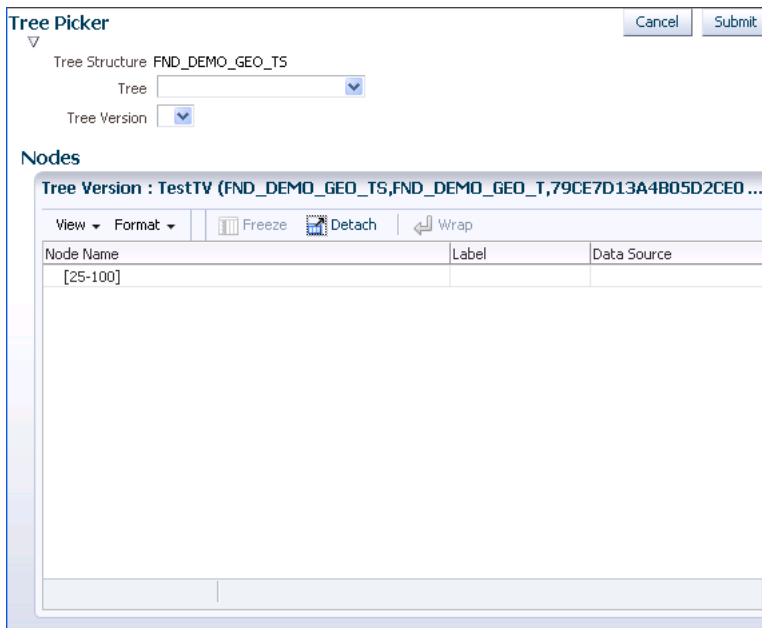 Tree Picker
Cancel
Submit
Tree Structure FND_DEMO_GEO_TS
Tree
Tree Version
Nodes
Tree Version : TestTV (FND_DEMO_GEO_TS,FND_DEMO_GEO_T,79CE7D13A4B05D2CE0 ...
View Format Freeze Detach Wrap
Node Name Label Data Source
[25-100]